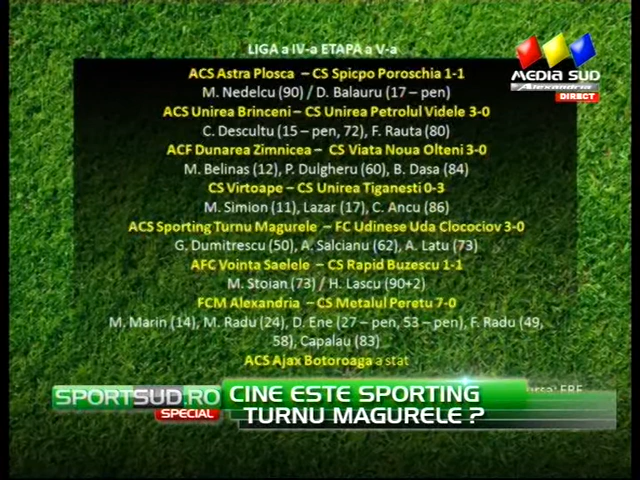 LIGA a IV-a ETAPA a V-a
ACS Astra Plosca – CS Spicpo Poroschia 1-1
M. Nedelcu (90) / D. Balauru (17 – pen)
ACS Unirea Brinceni – CS Unirea Petrolul Videle 3-0
C. Descultu (15 – pen, 72), F. Rauta (80)
ACF Dunarea Zimnicea – CS Viata Noua Olteni 3-0
M. Belinas (12), P. Dulgheru (60), B. Dasa (84)
CS Virtoape – CS Unirea Tiganesti 0-3
M. Simion (11), Lazar (17), C. Ancu (86)
ACS Sporting Turnu Magurele – FC Udinese Uda Clocociov 3-0
G. Dumitrescu (50), A. Salcianu (62), A. Latu (73)
AFC Vointa Saelele – CS Rapid Buzescu 1-1
M. Stoian (73) / H. Lascu (90+2)
FCM Alexandria – CS Metalul Peretu 7-0
M. Marin (14), M. Radu (24), D. Ene (27 – pen, 53 – pen), F. Radu (49,
58), Capalau (83)
ACS Ajax Botoroaga a stat
MEDIA SUD
Alexandria
DIRECT
SPORTSUD.RO
SPECIAL
CINE ESTE SPORTING
TURNU MAGURELE ?